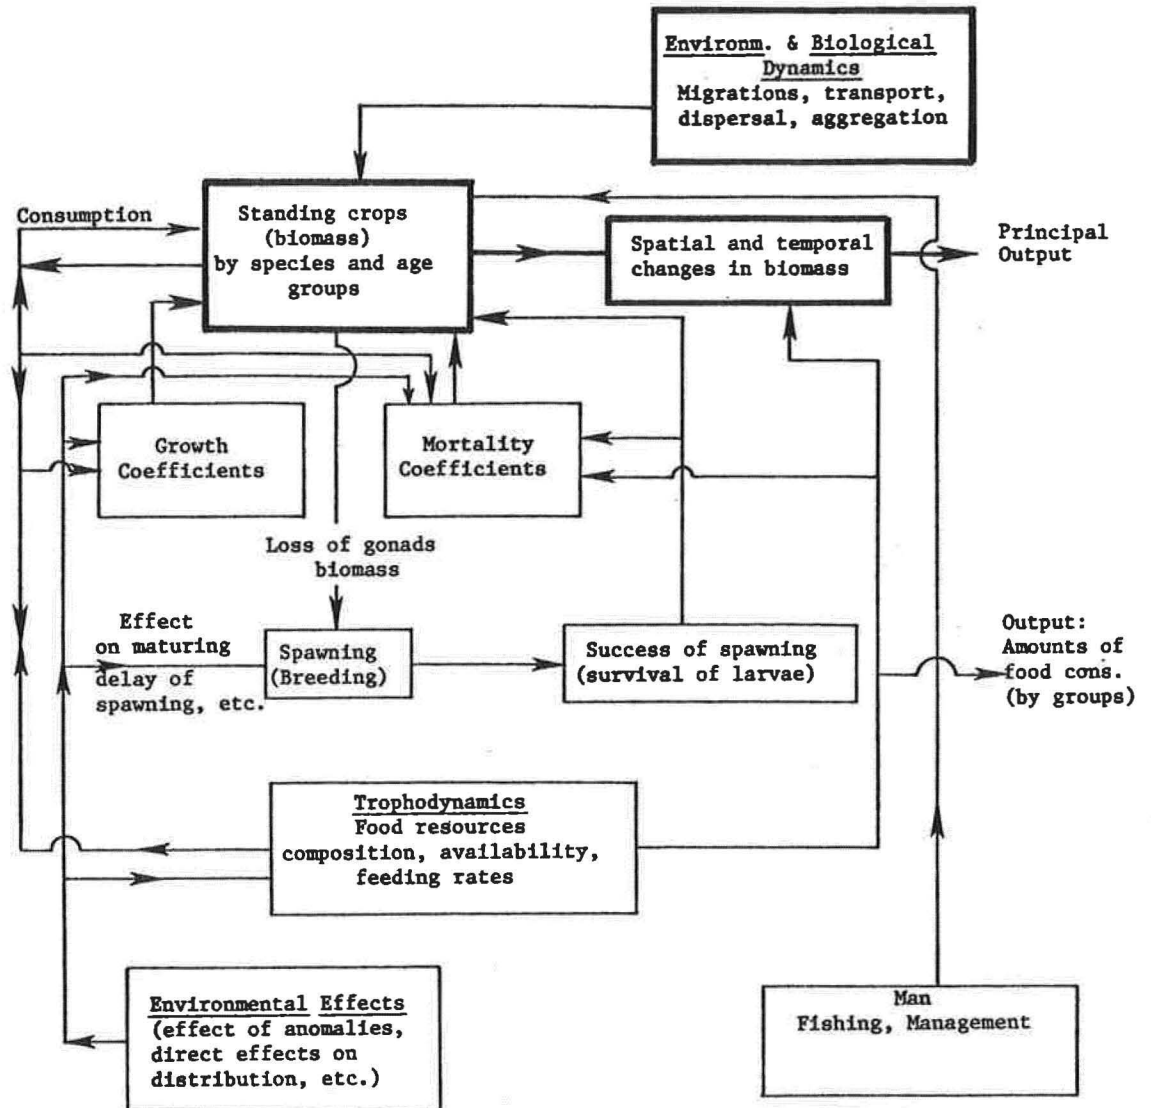 Environm. & Biological
Dynamics
Migrations, transport,
dispersal, aggregation
Consumption
Standing crops
(biomass)
by species and age
groups
Spatial and temporal
changes in biomass
Principal
Output
Growth
Coefficients
Mortality
Coefficients
Loss of gonads
biomass
Effect
on maturing
delay of
spawning, etc.
Spawning
(Breeding)
Success of spawning
(survival of larvae)
Output:
Amounts of
food cons.
(by groups)
Trophodynamics
Food resources
composition, availability,
feeding rates
Environmental Effects
(effect of anomalies,
direct effects on
distribution, etc.)
Man
Fishing, Management